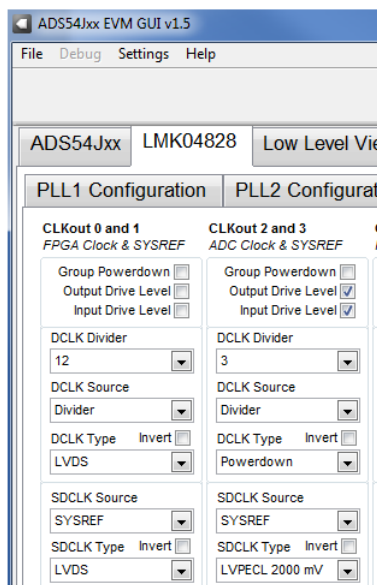 ADS54Jxx EVM GUI v1.5
File Debug Settings Help
ADS54Jxx LMK04828 Low Level Vie
PLL1 Configuration PLL2 Configurat
CLKout 0 and 1 CLKout 2 and 3
FPGA Clock & SYSREF ADC Clock & SYSREF
Group Powerdown Group Powerdown
Output Drive Level Output Drive Level
Input Drive Level Input Drive Level
DCLK Divider DCLK Divider
12 3
DCLK Source DCLK Source
Divider Divider
DCLK Type Invert DCLK Type Invert
LVDS Powerdown
SDCLK Source SDCLK Source
SYSREF SYSREF
SDCLK Type Invert SDCLK Type Invert
LVDS LVPECL 2000 mV